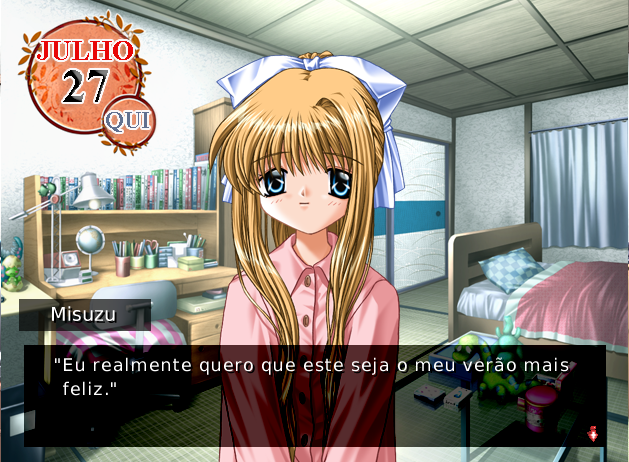 JULHO
27
QUI
Misuzu
"Eu realmente quero que este seja o meu verão mais
feliz."